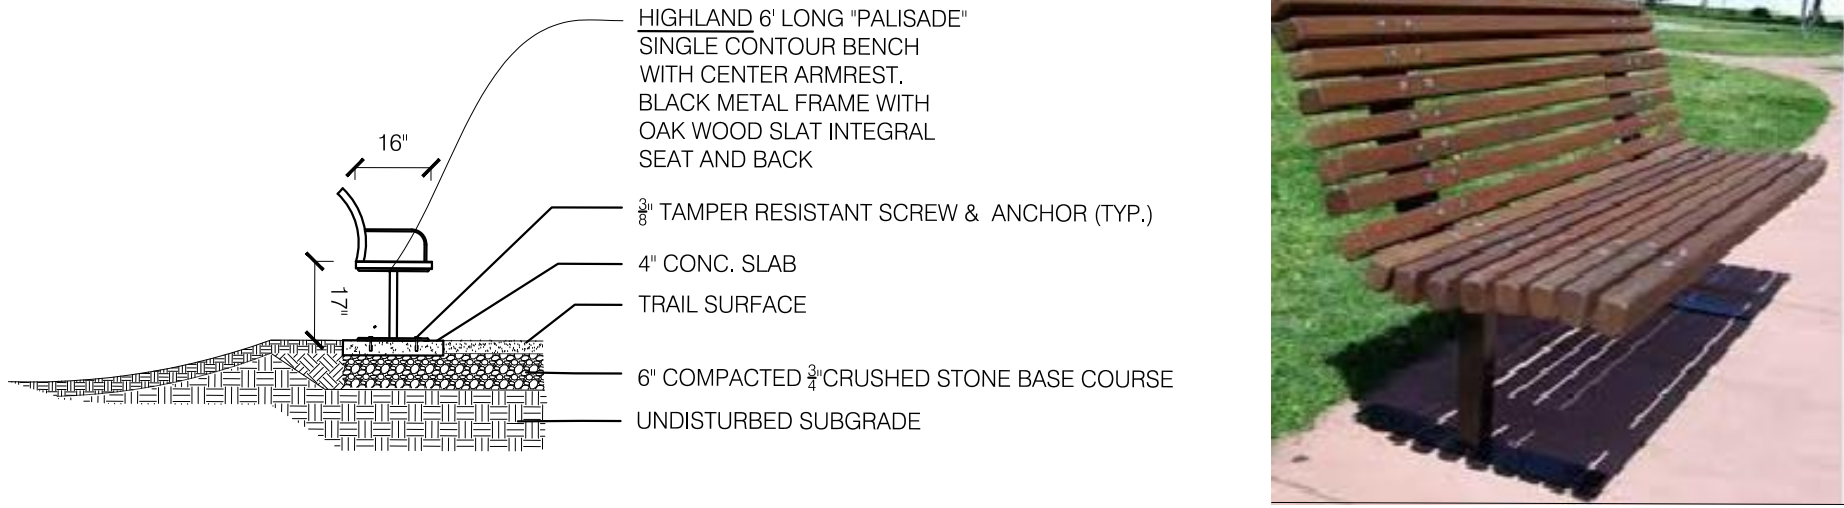 HIGHLAND 6' LONG "PALISADE"
SINGLE CONTOUR BENCH
WITH CENTER ARMREST.
BLACK METAL FRAME WITH
OAK WOOD SLAT INTEGRAL
SEAT AND BACK
16"
3/8" TAMPER RESISTANT SCREW & ANCHOR (TYP.)
4" CONC. SLAB
17"
TRAIL SURFACE
6" COMPACTED 3/4" CRUSHED STONE BASE COURSE
UNDISTURBED SUBGRADE